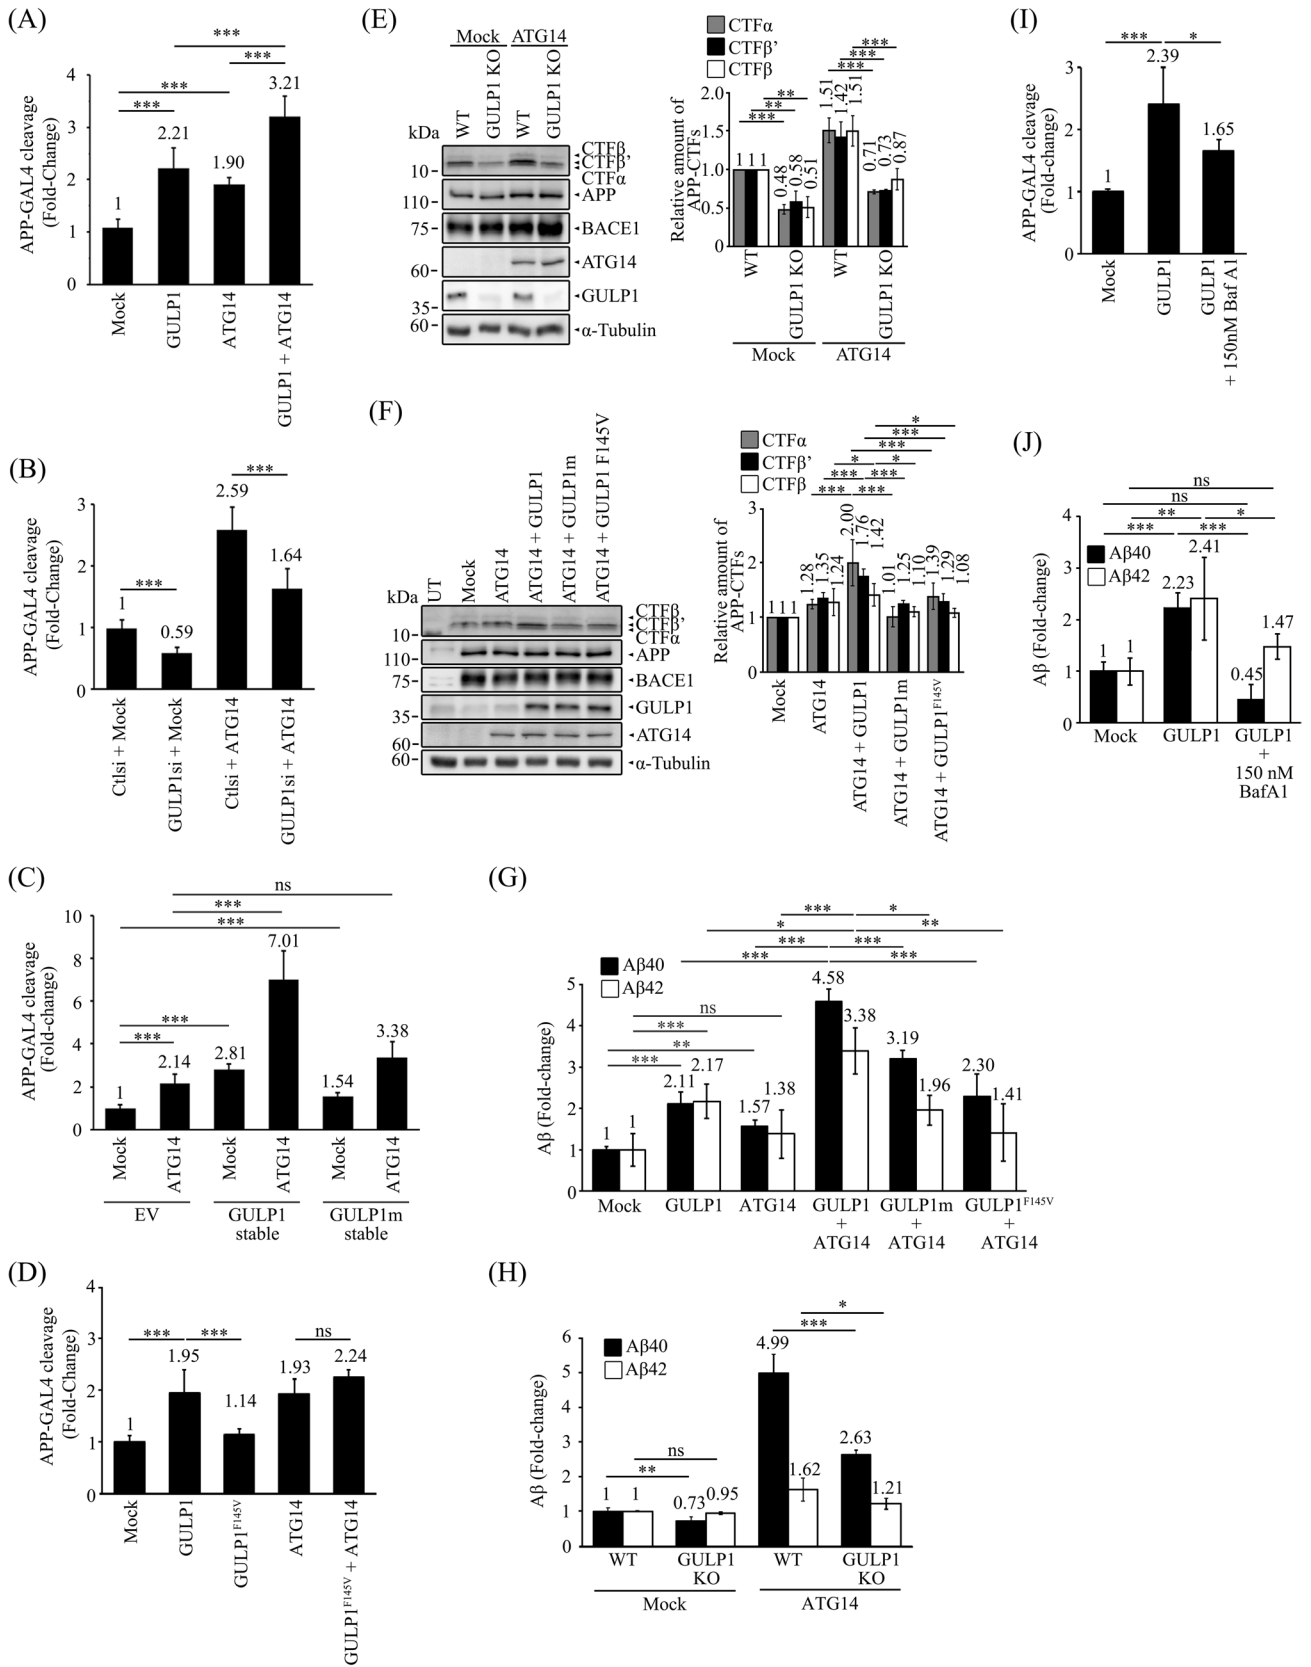 (A)
APP-GAL4 cleavage
(Fold-Change)
4
3
2
1
0
***
***
***
***
1
2.21
1.90
3.21
Mock
GULP1
ATG14
GULP1 + ATG14
(B)
APP-GAL4 cleavage
(Fold-Change)
3
2
1
0
***
***
1
0.59
2.59
1.64
Ctlsi + Mock
GULP1si + Mock
Ctlsi + ATG14
GULP1si + ATG14
(C)
APP-GAL4 cleavage
(Fold-change)
10
8
6
4
2
0
ns
***
***
***
***
1
2.14
2.81
7.01
1.54
3.38
Mock
ATG14
Mock
ATG14
Mock
ATG14
EV
GULP1
stable
GULP1m
stable
(D)
APP-GAL4 cleavage
(Fold-Change)
4
3
2
1
0
***
***
ns
1
1.95
1.14
1.93
2.24
Mock
GULP1
GULP1F145V
ATG14
GULP1F145V + ATG14
(E)
Mock
ATG14
WT
GULP1 KO
WT
GULP1 KO
kDa
10
110
75
60
35
60
CTFβ
CTFβ'
CTFα
APP
BACE1
ATG14
GULP1
α-Tubulin
CTFα
CTFβ'
CTFβ
Relative amount of
APP-CTFs
2.0
1.5
1.0
0.5
0
***
**
**
***
***
***
1 1 1
0.48
0.58
0.51
1.51
1.42
1.51
0.71
0.73
0.87
WT
GULP1 KO
WT
GULP1 KO
Mock
ATG14
(F)
UT
Mock
ATG14
ATG14 + GULP1
ATG14 + GULP1m
ATG14 + GULP1 F145V
kDa
10
110
75
35
60
60
CTFβ
CTFβ'
CTFα
APP
BACE1
GULP1
ATG14
α-Tubulin
CTFα
CTFβ'
CTFβ
Relative amount of
APP-CTFs
3
2
1
0
*
***
***
*
*
***
***
***
***
1 1 1
1.28
1.35
1.24
2.00
1.76
1.42
1.01
1.25
1.10
1.39
1.29
1.08
Mock
ATG14
ATG14 + GULP1
ATG14 + GULP1m
ATG14 + GULP1F145V
(G)
Aβ40
Aβ42
Aβ (Fold-change)
5
4
3
2
1
0
***
*
*
**
***
***
***
***
ns
***
**
***
1
1
2.11
2.17
1.57
1.38
4.58
3.38
3.19
1.96
2.30
1.41
Mock
GULP1
ATG14
GULP1
+
ATG14
GULP1m
+
ATG14
GULP1F145V
+
ATG14
(H)
Aβ40
Aβ42
Aβ (Fold-change)
6
5
4
3
2
1
0
*
***
ns
**
1
1
0.73
0.95
4.99
1.62
2.63
1.21
WT
GULP1
KO
WT
GULP1
KO
Mock
ATG14
(I)
APP-GAL4 cleavage
(Fold-change)
3
2
1
0
***
*
1
2.39
1.65
Mock
GULP1
GULP1
+ 150nM Baf A1
(J)
Aβ40
Aβ42
Aβ (Fold-change)
4
3
2
1
0
ns
ns
**
*
***
***
1
1
2.23
2.41
0.45
1.47
Mock
GULP1
GULP1
+
150 nM
BafA1